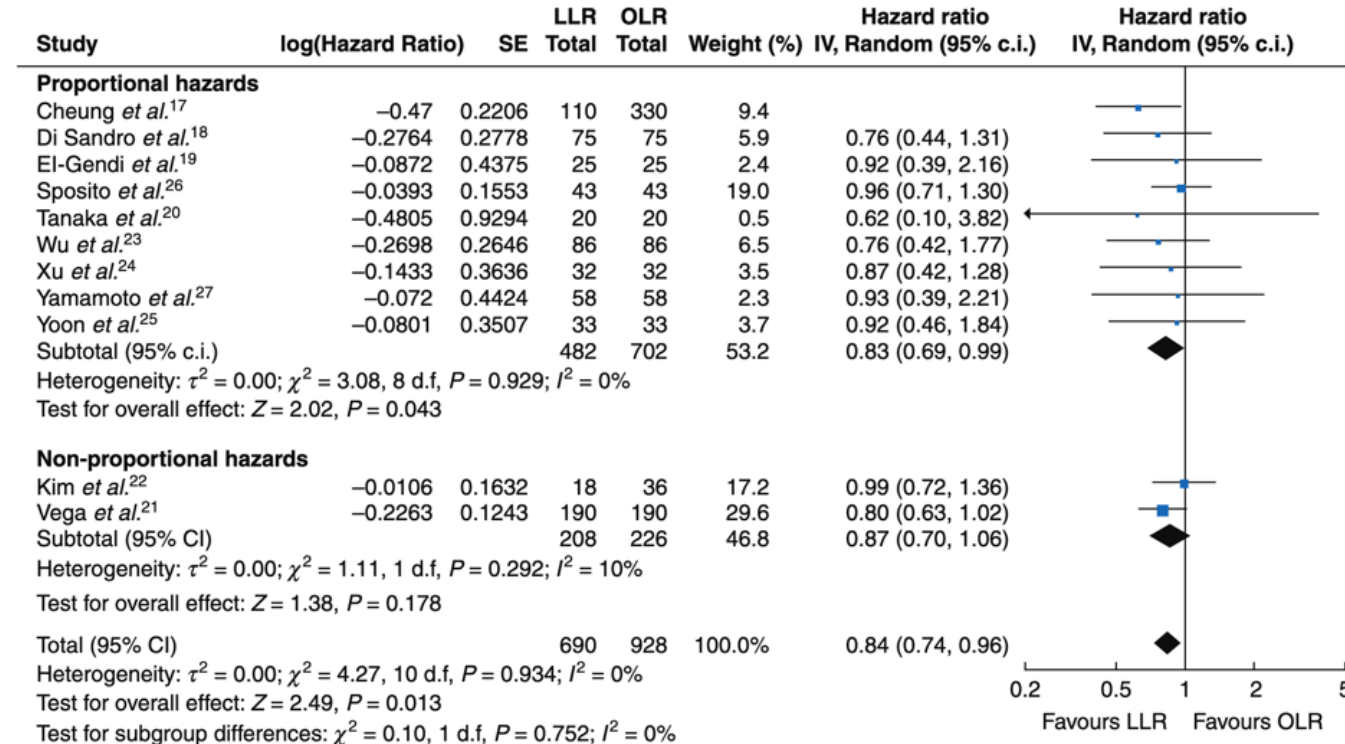 LLR OLR Hazard ratio Hazard ratio
Study log(Hazard Ratio) SE Total Total Weight (%) IV, Random (95% c.i.) IV, Random (95% c.i.)
Proportional hazards
Cheung et al.17 −0.47 0.2206 110 330 9.4
Di Sandro et al.18 −0.2764 0.2778 75 75 5.9 0.76 (0.44, 1.31)
EI-Gendi et al.19 −0.0872 0.4375 25 25 2.4 0.92 (0.39, 2.16)
Sposito et al.26 −0.0393 0.1553 43 43 19.0 0.96 (0.71, 1.30)
Tanaka et al.20 −0.4805 0.9294 20 20 0.5 0.62 (0.10, 3.82)
Wu et al.23 −0.2698 0.2646 86 86 6.5 0.76 (0.42, 1.77)
Xu et al.24 −0.1433 0.3636 32 32 3.5 0.87 (0.42, 1.28)
Yamamoto et al.27 −0.072 0.4424 58 58 2.3 0.93 (0.39, 2.21)
Yoon et al.25 −0.0801 0.3507 33 33 3.7 0.92 (0.46, 1.84)
Subtotal (95% c.i.) 482 702 53.2 0.83 (0.69, 0.99)
Heterogeneity: τ² = 0.00; χ² = 3.08, 8 d.f, P = 0.929; I² = 0%
Test for overall effect: Z = 2.02, P = 0.043
Non-proportional hazards
Kim et al.22 −0.0106 0.1632 18 36 17.2 0.99 (0.72, 1.36)
Vega et al.21 −0.2263 0.1243 190 190 29.6 0.80 (0.63, 1.02)
Subtotal (95% CI) 208 226 46.8 0.87 (0.70, 1.06)
Heterogeneity: τ² = 0.00; χ² = 1.11, 1 d.f, P = 0.292; I² = 10%
Test for overall effect: Z = 1.38, P = 0.178
Total (95% CI) 690 928 100.0% 0.84 (0.74, 0.96)
Heterogeneity: τ² = 0.00; χ² = 4.27, 10 d.f, P = 0.934; I² = 0%
Test for overall effect: Z = 2.49, P = 0.013
Test for subgroup differences: χ² = 0.10, 1 d.f, P = 0.752; I² = 0%
0.2 0.5 1 2 5
Favours LLR Favours OLR